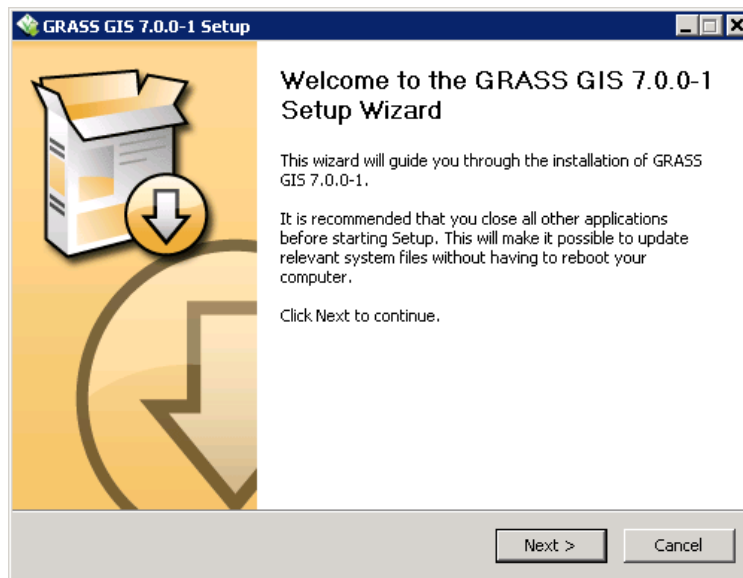 GRASS GIS 7.0.0-1 Setup
Welcome to the GRASS GIS 7.0.0-1
Setup Wizard
This wizard will guide you through the installation of GRASS
GIS 7.0.0-1.
It is recommended that you close all other applications
before starting Setup. This will make it possible to update
relevant system files without having to reboot your
computer.
Click Next to continue.
Next >
Cancel